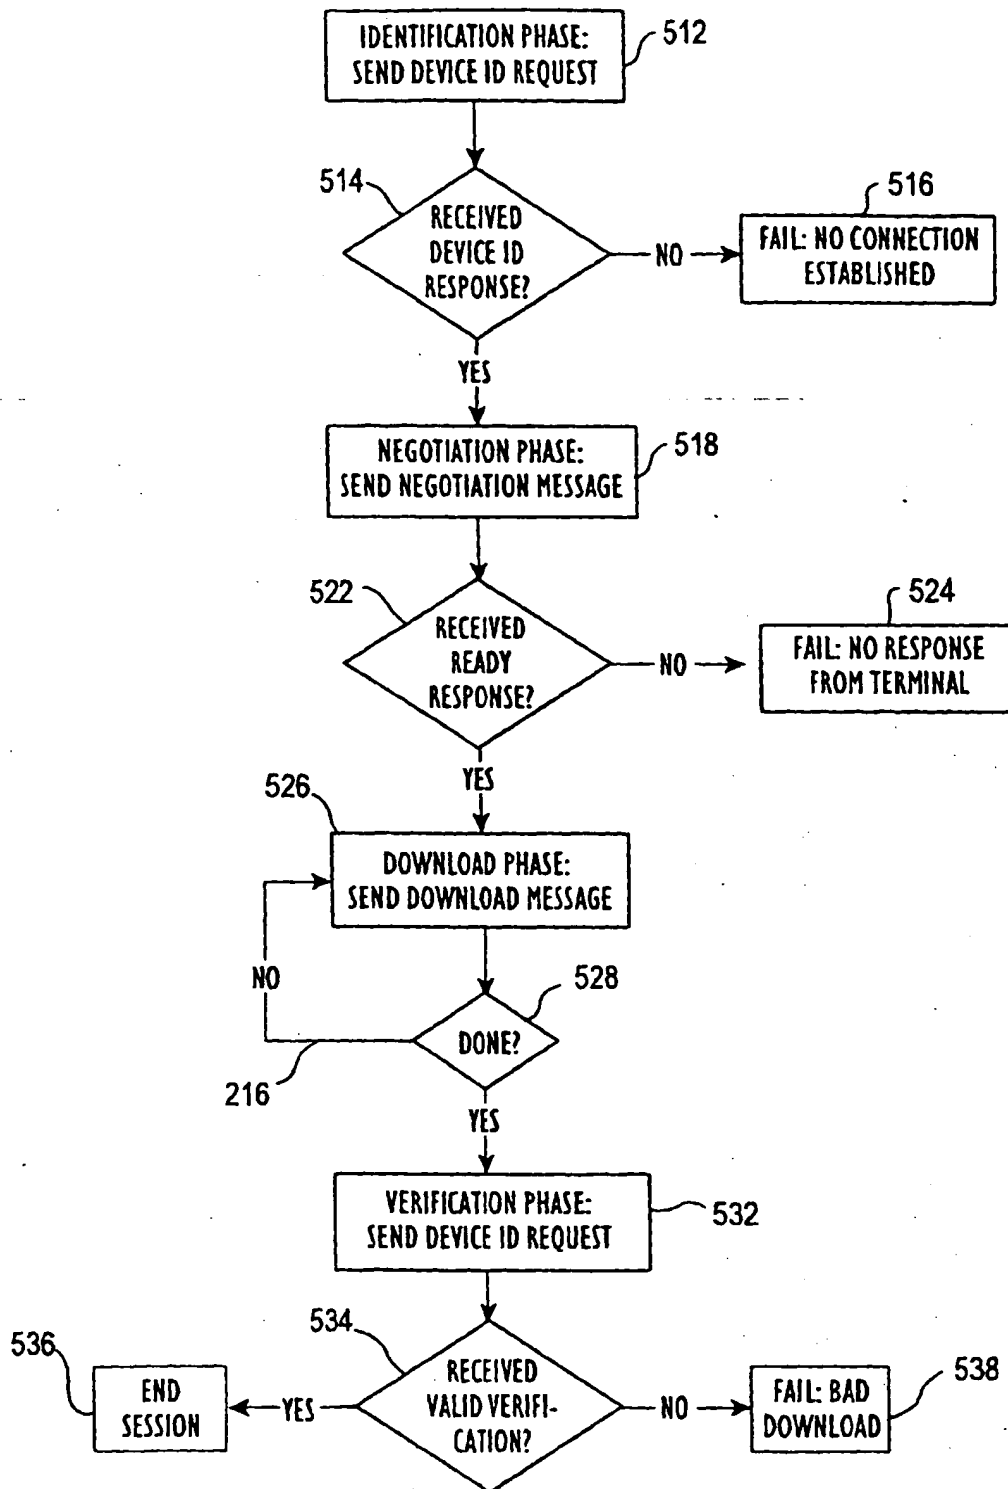 IDENTIFICATION PHASE:
SEND DEVICE ID REQUEST
512
514
RECEIVED
DEVICE ID
RESPONSE?
NO
516
FAIL: NO CONNECTION
ESTABLISHED
YES
NEGOTIATION PHASE:
SEND NEGOTIATION MESSAGE
518
522
RECEIVED
READY
RESPONSE?
NO
524
FAIL: NO RESPONSE
FROM TERMINAL
YES
526
DOWNLOAD PHASE:
SEND DOWNLOAD MESSAGE
NO
528
DONE?
216
YES
VERIFICATION PHASE:
SEND DEVICE ID REQUEST
532
534
RECEIVED
VALID VERIFI-
CATION?
536
END
SESSION
YES
NO
FAIL: BAD
DOWNLOAD
538